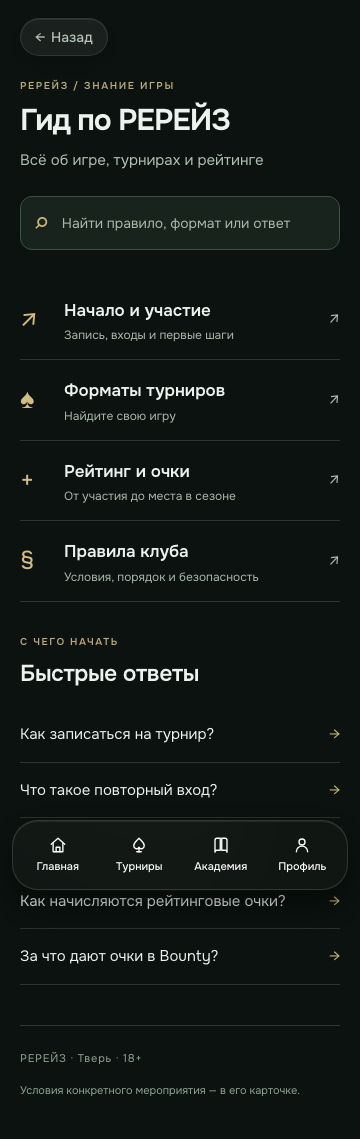 ← Назад
РЕРЕЙЗ / ЗНАНИЕ ИГРЫ
Гид по РЕРЕЙЗ
Всё об игре, турнирах и рейтинге
Найти правило, формат или ответ
Начало и участие
Запись, входы и первые шаги
Форматы турниров
Найдите свою игру
Рейтинг и очки
От участия до места в сезоне
§ Правила клуба
Условия, порядок и безопасность
С ЧЕГО НАЧАТЬ
Быстрые ответы
Как записаться на турнир?
Что такое повторный вход?
Главная Турниры Академия Профиль
Как начисляются рейтинговые очки?
За что дают очки в Bounty?
РЕРЕЙЗ · Тверь · 18+
Условия конкретного мероприятия — в его карточке.